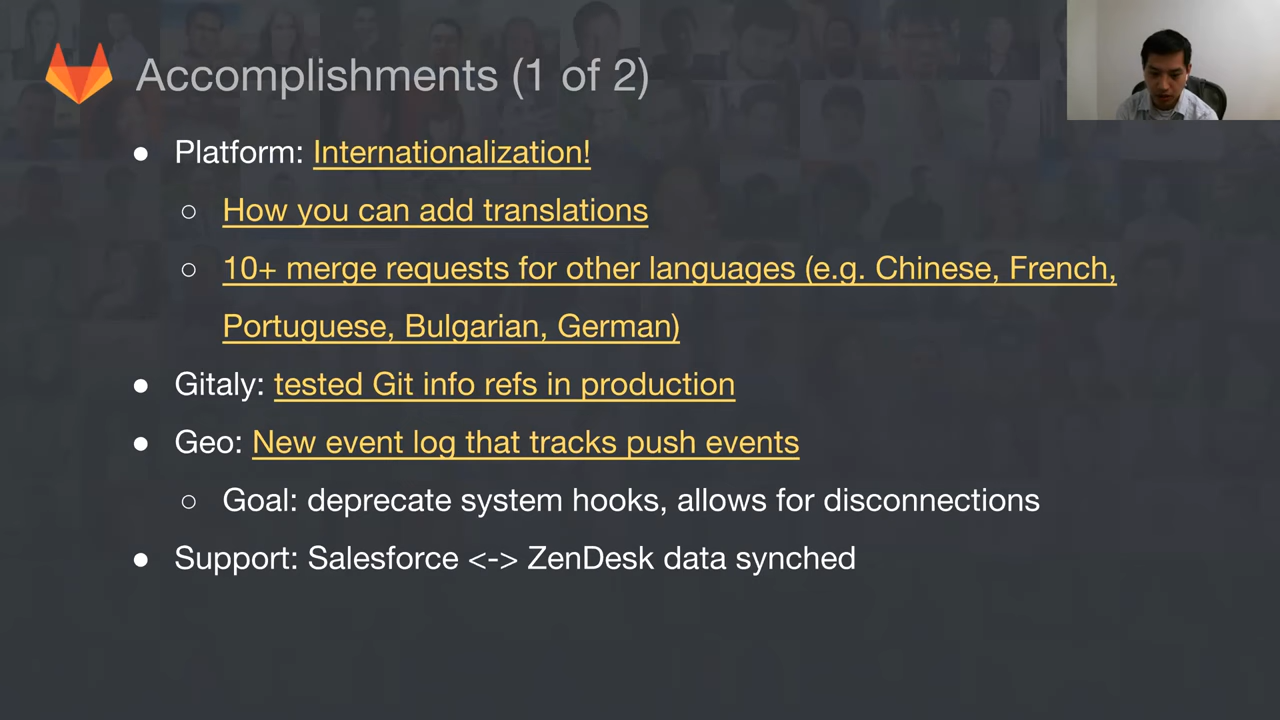 Accomplishments (1 of 2)
● Platform: Internationalization!
○ How you can add translations
○ 10+ merge requests for other languages (e.g. Chinese, French,
Portuguese, Bulgarian, German)
● Gitaly: tested Git info refs in production
● Geo: New event log that tracks push events
○ Goal: deprecate system hooks, allows for disconnections
● Support: Salesforce <-> ZenDesk data synched